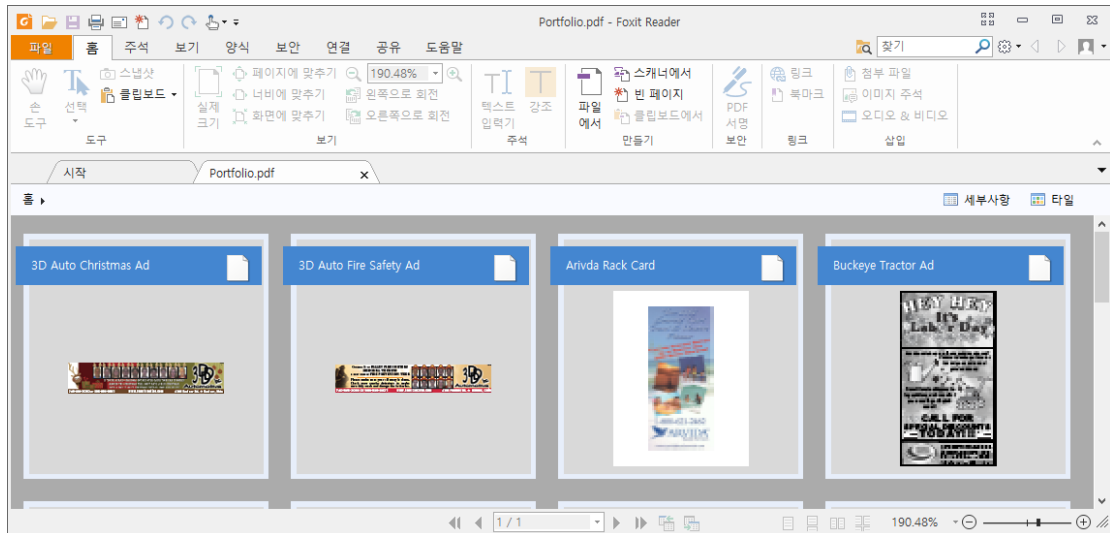 Portfolio.pdf - Foxit Reader
파일 홈 주석 보기 양식 보안 연결 공유 도움말 찾기
손 도구
선택
스냅샷
클립보드
실제 크기
페이지에 맞추기
너비에 맞추기
화면에 맞추기
190.48%
왼쪽으로 회전
오른쪽으로 회전
텍스트 입력기
강조
파일에서
스캐너에서
빈 페이지
클립보드에서
PDF 서명
링크
북마크
첨부 파일
이미지 주석
오디오 & 비디오
도구 보기 주석 만들기 보안 링크 삽입
시작 Portfolio.pdf x
홈 세부사항 타일
3D Auto Christmas Ad
3D Auto Fire Safety Ad
Arivda Rack Card
Buckeye Tractor Ad
3D
3D
ARVIDA
HEY HEY
It's
Labor Day
CALL FOR
SPECIAL DISCOUNTS
TODAY!!
1 / 1 190.48%